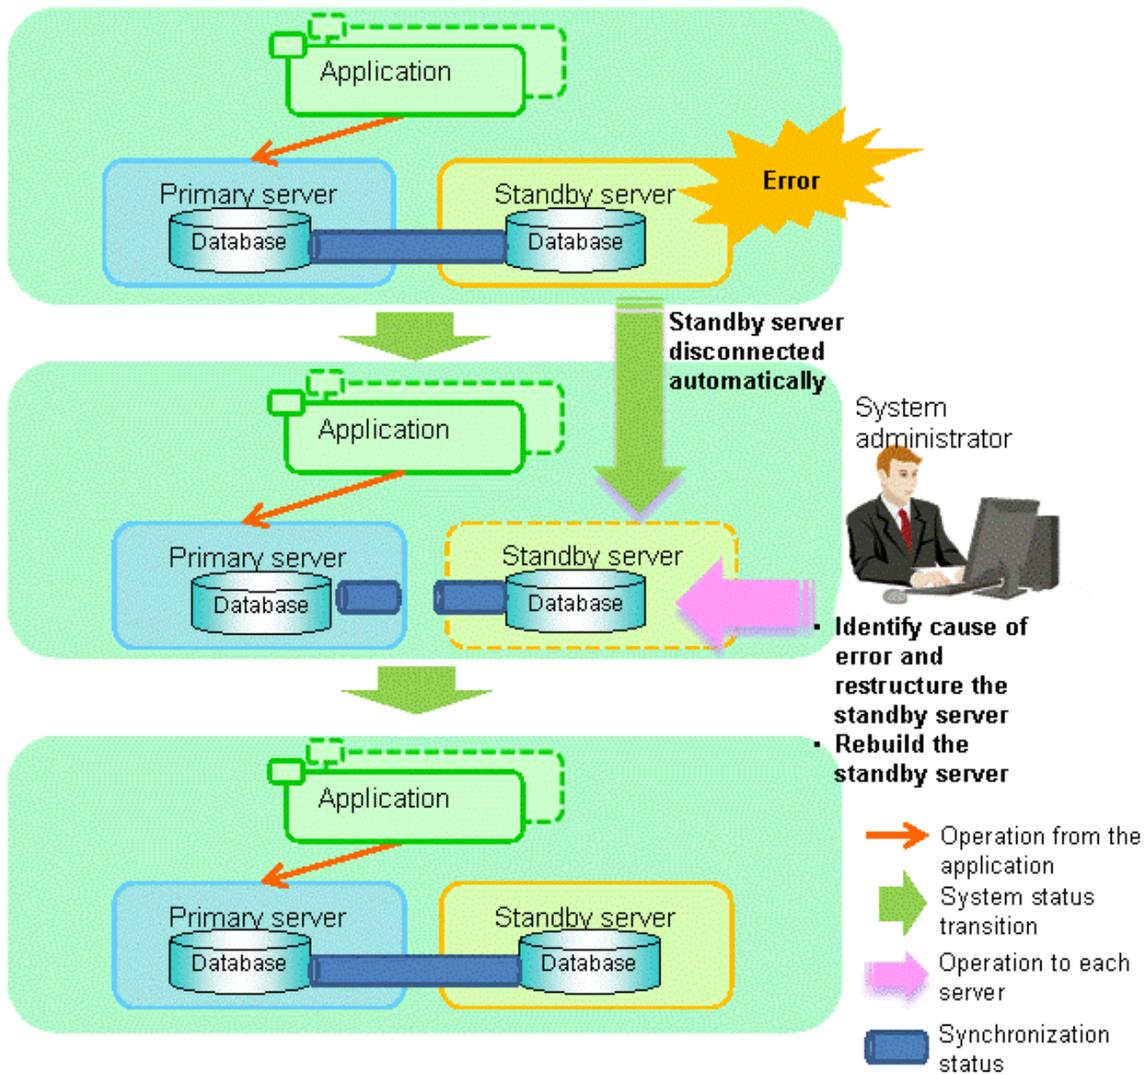 Application
Error
Primary server
Standby server
Database
Database
Standby server
disconnected
automatically
Application
System
administrator
Primary server
Standby server
Database
Database
▪ Identify cause of
error and
restructure the
standby server
▪ Rebuild the
standby server
Application
Primary server
Standby server
Database
Database
Operation from the
application
System status
transition
Operation to each
server
Synchronization
status